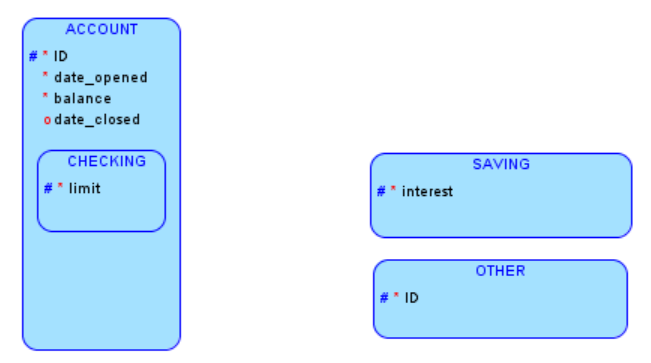 ACCOUNT
# * ID
* date_opened
* balance
o date_closed
CHECKING
# * limit
SAVING
# * interest
OTHER
# * ID